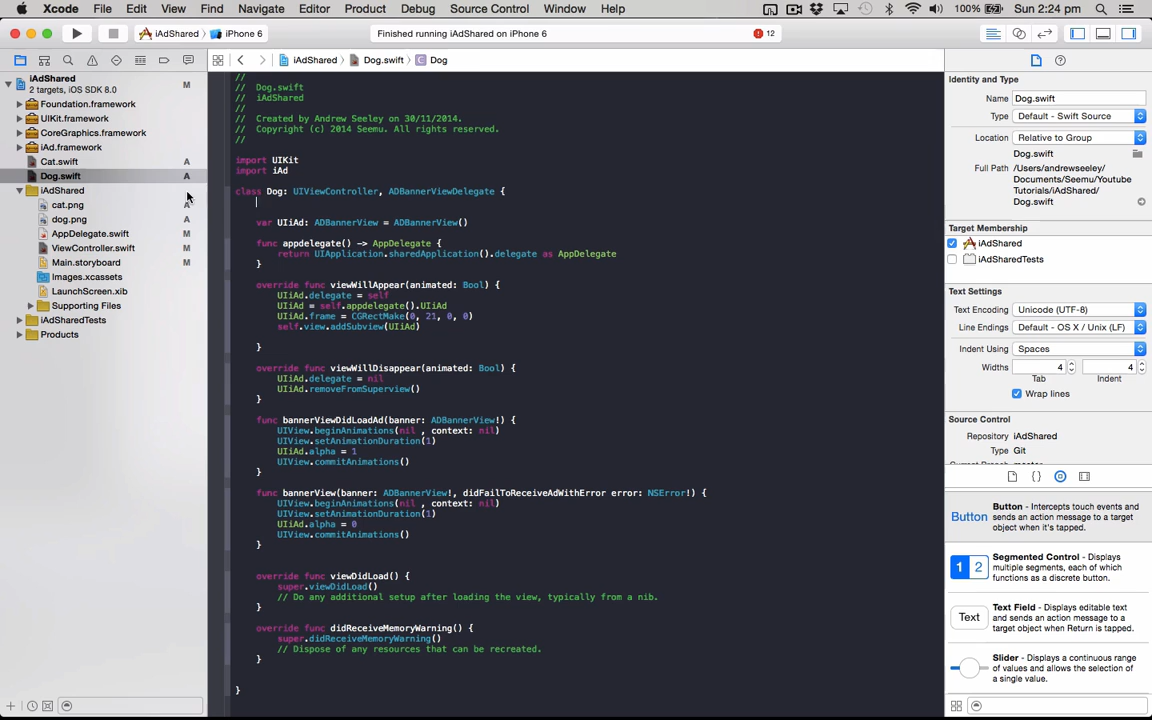 Xcode File Edit View Find Navigate Editor Product Debug Source Control Window Help 100% Sun 2:24 pm
iAdShared iPhone 6 Finished running iAdShared on iPhone 6 12
iAdShared Dog.swift Dog
iAdShared M
2 targets, iOS SDK 8.0
Foundation.framework
UIKit.framework
CoreGraphics.framework
iAd.framework
Cat.swift A
Dog.swift A
iAdShared
cat.png A
dog.png A
AppDelegate.swift M
ViewController.swift M
Main.storyboard M
Images.xcassets
LaunchScreen.xib
Supporting Files
iAdSharedTests
Products
//
// Dog.swift
// iAdShared
//
// Created by Andrew Seeley on 30/11/2014.
// Copyright (c) 2014 Seemu. All rights reserved.
//
import UIKit
import iAd
class Dog: UIViewController, ADBannerViewDelegate {
var UIiAd: ADBannerView = ADBannerView()
func appdelegate() -> AppDelegate {
return UIApplication.sharedApplication().delegate as AppDelegate
}
override func viewWillAppear(animated: Bool) {
UIiAd.delegate = self
UIiAd = self.appdelegate().UIiAd
UIiAd.frame = CGRectMake(0, 21, 0, 0)
self.view.addSubview(UIiAd)
}
override func viewWillDisappear(animated: Bool) {
UIiAd.delegate = nil
UIiAd.removeFromSuperview()
}
func bannerViewDidLoadAd(banner: ADBannerView!) {
UIView.beginAnimations(nil , context: nil)
UIView.setAnimationDuration(1)
UIiAd.alpha = 1
UIView.commitAnimations()
}
func bannerView(banner: ADBannerView!, didFailToReceiveAdWithError error: NSError!) {
UIView.beginAnimations(nil , context: nil)
UIView.setAnimationDuration(1)
UIiAd.alpha = 0
UIView.commitAnimations()
}
override func viewDidLoad() {
super.viewDidLoad()
// Do any additional setup after loading the view, typically from a nib.
}
override func didReceiveMemoryWarning() {
super.didReceiveMemoryWarning()
// Dispose of any resources that can be recreated.
}
}
Identity and Type
Name Dog.swift
Type Default - Swift Source
Location Relative to Group
Dog.swift
Full Path /Users/andrewseeley/
Documents/Seemu/Youtube
Tutorials/iAdShared/
Dog.swift
Target Membership
iAdShared
iAdSharedTests
Text Settings
Text Encoding Unicode (UTF-8)
Line Endings Default - OS X / Unix (LF)
Indent Using Spaces
Widths 4 4
Tab Indent
Wrap lines
Source Control
Repository iAdShared
Type Git
Current Branch master
Button Button - Intercepts touch events and
sends an action message to a target
object when it's tapped.
1 2 Segmented Control - Displays
multiple segments, each of which
functions as a discrete button.
Text Text Field - Displays editable text
and sends an action message to a
target object when Return is tapped.
Slider - Displays a continuous range
of values and allows the selection of
a single value.